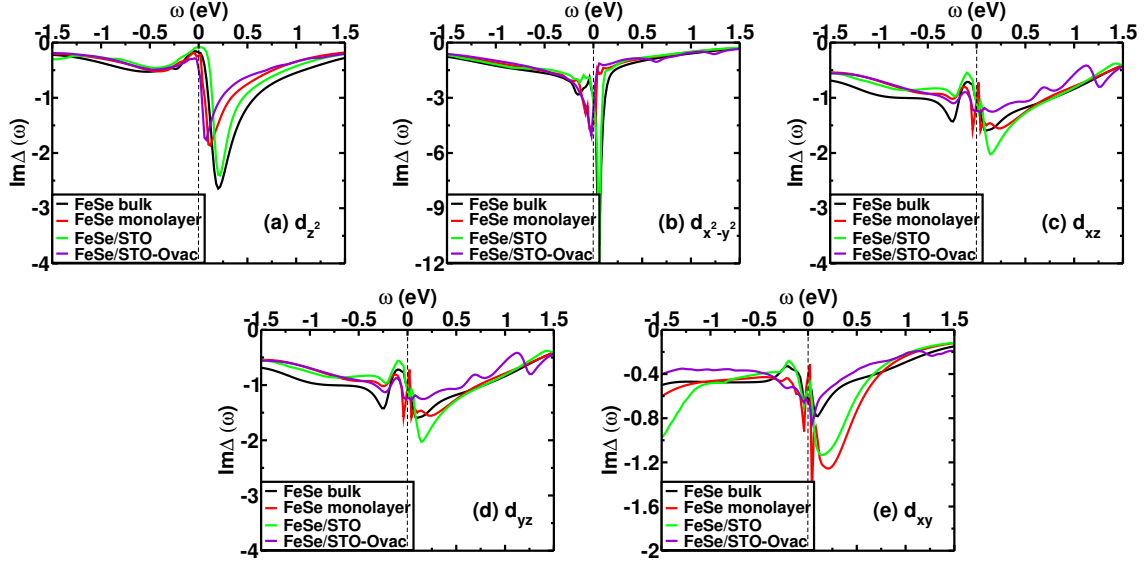 ω (eV)
-1.5 -1 -0.5 0 0.5 1 1.5
0
-1
-2
-3
-4
ImΔ (ω)
FeSe bulk
FeSe monolayer
FeSe/STO
FeSe/STO-Ovac
(a) d_z²
ω (eV)
-1.5 -1 -0.5 0 0.5 1 1.5
0
-3
-6
-9
-12
ImΔ (ω)
FeSe bulk
FeSe monolayer
FeSe/STO
FeSe/STO-Ovac
(b) d_x²-y²
ω (eV)
-1.5 -1 -0.5 0 0.5 1 1.5
0
-1
-2
-3
-4
ImΔ (ω)
FeSe bulk
FeSe monolayer
FeSe/STO
FeSe/STO-Ovac
(c) d_xz
ω (eV)
-1.5 -1 -0.5 0 0.5 1 1.5
0
-1
-2
-3
-4
ImΔ (ω)
FeSe bulk
FeSe monolayer
FeSe/STO
FeSe/STO-Ovac
(d) d_yz
ω (eV)
-1.5 -1 -0.5 0 0.5 1 1.5
0
-0.4
-0.8
-1.2
-1.6
-2
ImΔ (ω)
FeSe bulk
FeSe monolayer
FeSe/STO
FeSe/STO-Ovac
(e) d_xy